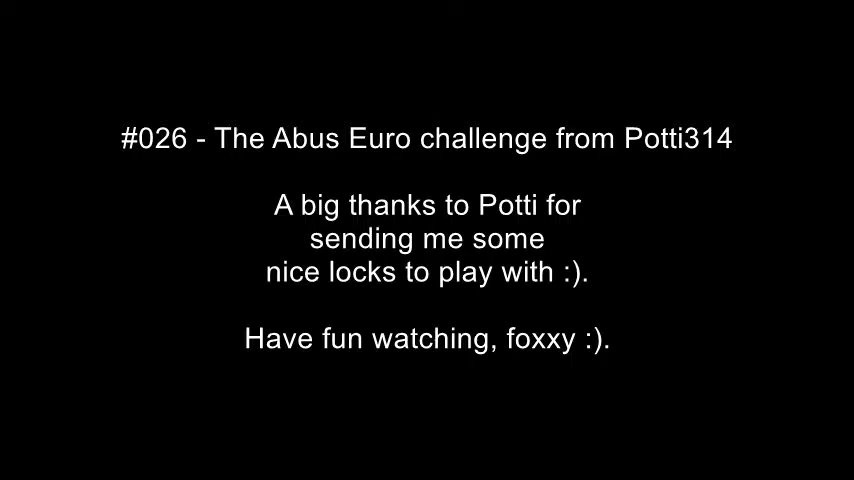 #026 - The Abus Euro challenge from Potti314
A big thanks to Potti for
sending me some
nice locks to play with :).
Have fun watching, foxxy :).